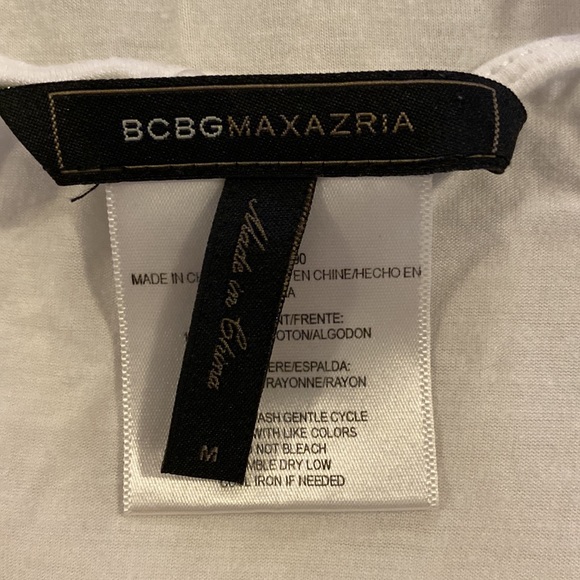 BCBGMAXAZRIA
Made in China
M
90
MADE IN CH EN CHINE/HECHO EN
NT/FRENTE:
OTON/ALGODON
ERE/ESPALDA:
RAYONNE/RAYON
ASH GENTLE CYCLE
WITH LIKE COLORS
NOT BLEACH
MBLE DRY LOW
IRON IF NEEDED